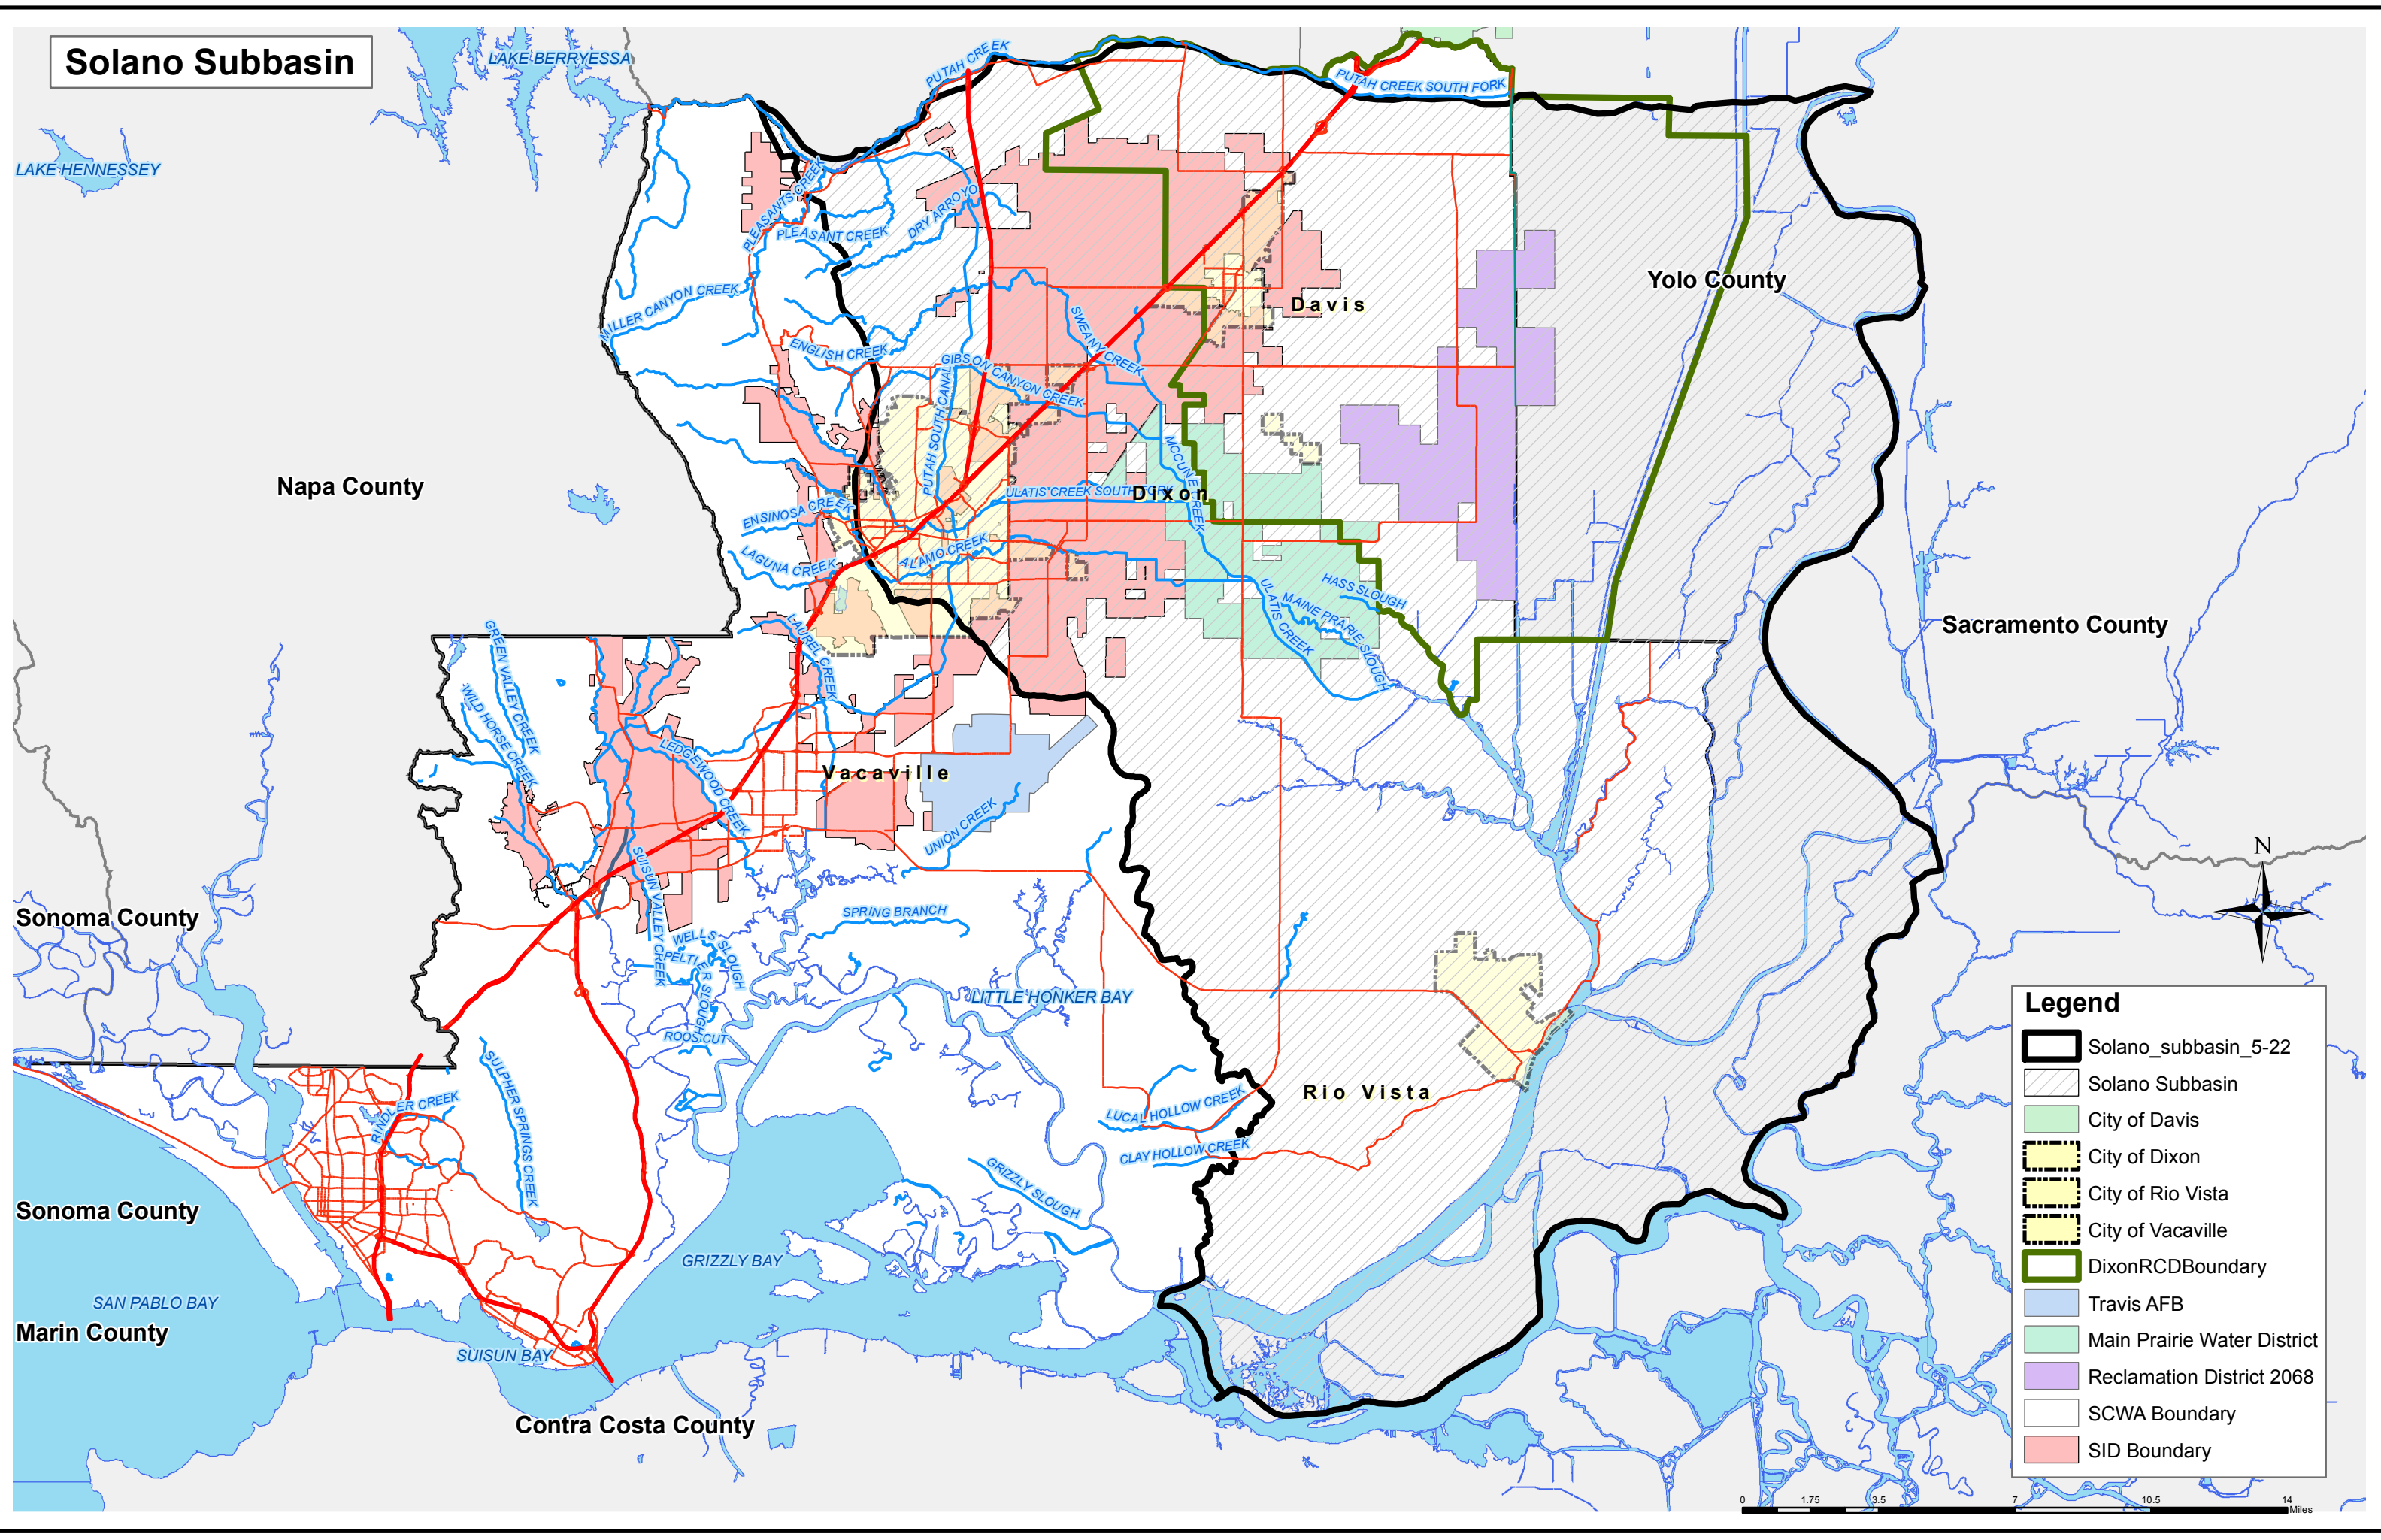 Solano Subbasin
LAKE BERRYESSA
PUTAH CREEK
PUTAH CREEK SOUTH FORK
LAKE HENNESSEY
PLEASANTS CREEK
PLEASANT CREEK
DRY ARROYO
Yolo County
MILLER CANYON CREEK
Davis
SWEANY CREEK
ENGLISH CREEK
GIBSON CANYON CREEK
PUTAH SOUTH CANAL
Napa County
MCCUNE CREEK
ULATIS CREEK SOUTH FORK
Dixon
ENSINOSA CREEK
ALAMO CREEK
LAGUNA CREEK
HASS SLOUGH
MAINE PRARIE SLOUGH
ULATIS CREEK
Sacramento County
GREEN VALLEY CREEK
LAUREL CREEK
WILD HORSE CREEK
LEDGEWOOD CREEK
Vacaville
UNION CREEK
SUISUN VALLEY CREEK
N
Sonoma County
SPRING BRANCH
WELLS SLOUGH
PELTIER SLOUGH
LITTLE HONKER BAY
ROOS CUT
SULPHER SPRINGS CREEK
RINDLER CREEK
Rio Vista
LUCAL HOLLOW CREEK
CLAY HOLLOW CREEK
GRIZZLY SLOUGH
Sonoma County
GRIZZLY BAY
SAN PABLO BAY
Marin County
SUISUN BAY
Contra Costa County
Legend
Solano_subbasin_5-22
Solano Subbasin
City of Davis
City of Dixon
City of Rio Vista
City of Vacaville
DixonRCDBoundary
Travis AFB
Main Prairie Water District
Reclamation District 2068
SCWA Boundary
SID Boundary
0 1.75 3.5 7 10.5 14
Miles